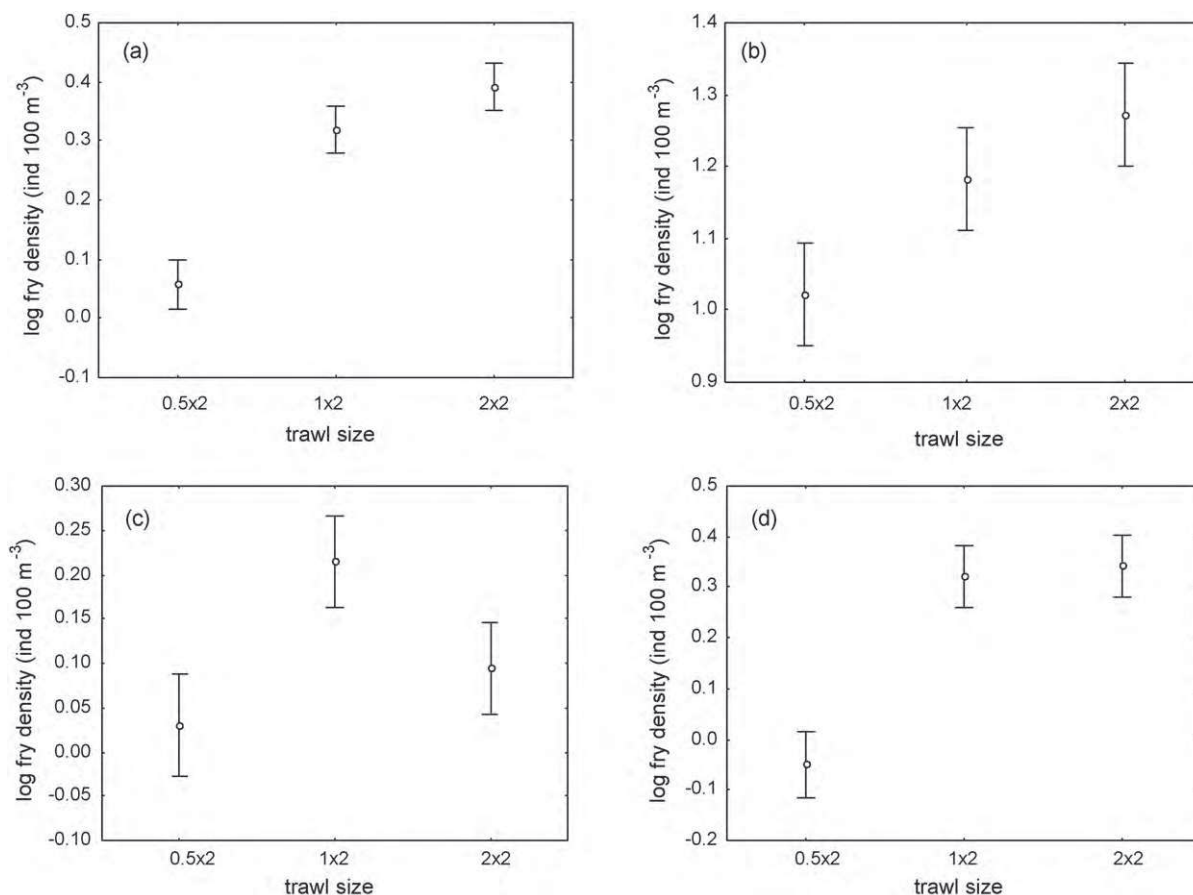 (a)
log fry density (ind 100 m⁻³)
0.5
0.4
0.3
0.2
0.1
0.0
-0.1
0.5x2 1x2 2x2
trawl size
(b)
log fry density (ind 100 m⁻³)
1.4
1.3
1.2
1.1
1.0
0.9
0.5x2 1x2 2x2
trawl size
(c)
log fry density (ind 100 m⁻³)
0.30
0.25
0.20
0.15
0.10
0.05
0.00
-0.05
-0.10
0.5x2 1x2 2x2
trawl size
(d)
log fry density (ind 100 m⁻³)
0.5
0.4
0.3
0.2
0.1
0.0
-0.1
-0.2
0.5x2 1x2 2x2
trawl size